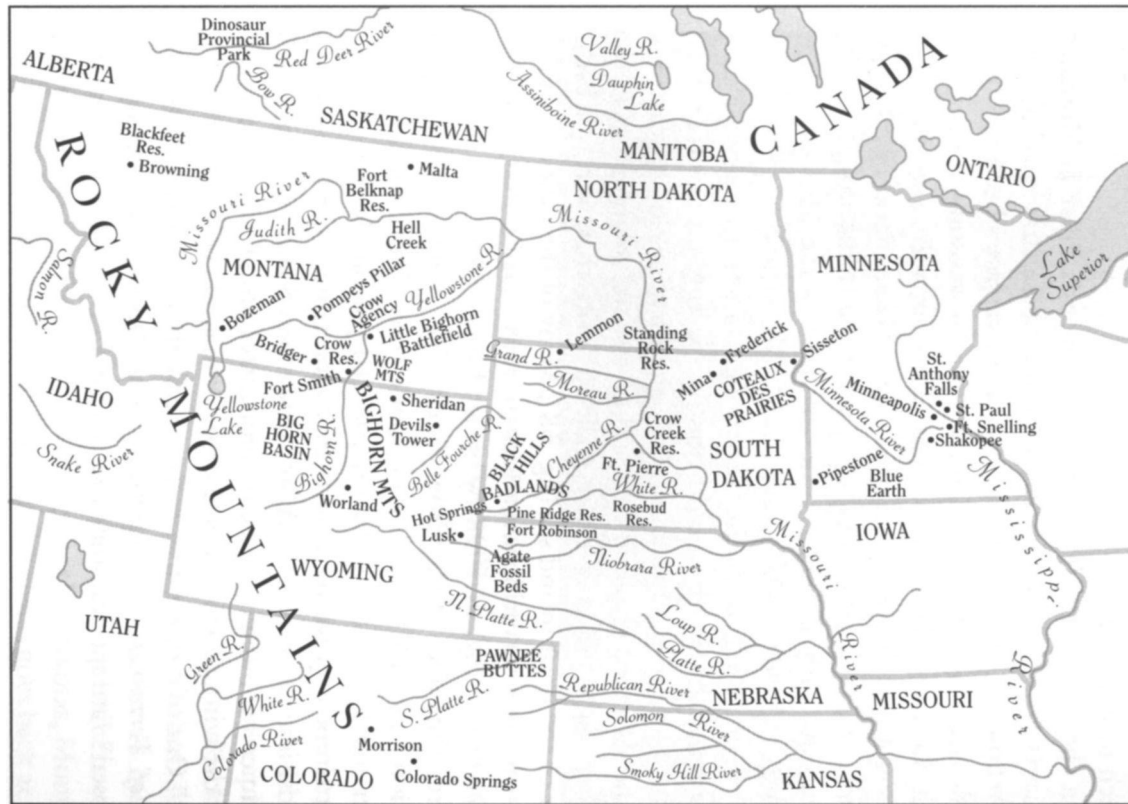 Dinosaur
Provincial
Park
Red Deer River
Bow R.
ALBERTA
SASKATCHEWAN
Valley R.
Dauphin
Lake
Assiniboine River
MANITOBA
CANADA
ONTARIO
Lake
Superior
ROCKY MOUNTAINS
Blackfeet
Res.
Browning
Missouri River
Judith R.
Fort
Belknap
Res.
Malta
Hell
Creek
NORTH DAKOTA
Missouri River
MINNESOTA
Salmon R.
MONTANA
Bozeman
Pompeys Pillar
Crow
Agency
Yellowstone R.
Little Bighorn
Battlefield
Bridger
Crow
Res.
WOLF
MTS
Fort Smith
Grand R.
Lemmon
Moreau R.
Standing
Rock
Res.
Frederick
Mina
Sisseton
COTEAUX
DES
PRAIRIES
Minnesota River
St.
Anthony
Falls
Minneapolis
St. Paul
Ft. Snelling
Shakopee
IDAHO
Snake River
Yellowstone
Lake
BIG
HORN
BASIN
Bighorn R.
BIGHORN MTS
Sheridan
Devils
Tower
Belle Fourche R.
BLACK
HILLS
Cheyenne R.
Crow
Creek
Res.
Ft. Pierre
SOUTH
DAKOTA
Pipestone
Blue
Earth
Worland
Hot Springs
BADLANDS
White R.
Lusk
Pine Ridge Res.
Rosebud
Res.
Fort Robinson
Agate
Fossil
Beds
Niobrara River
Missouri River
IOWA
Mississippi River
WYOMING
N. Platte R.
Loup R.
Platte R.
UTAH
Green R.
White R.
Colorado River
PAWNEE
BUTTES
S. Platte R.
Republican River
NEBRASKA
MISSOURI
Solomon River
Morrison
Smoky Hill River
COLORADO
Colorado Springs
KANSAS